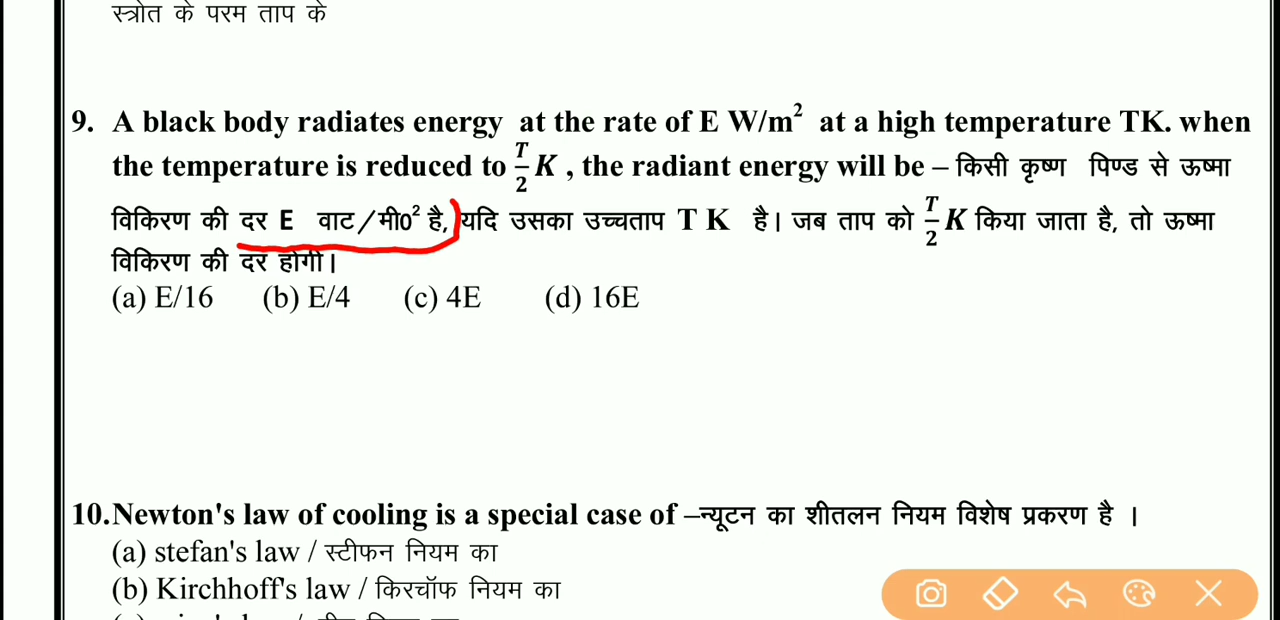 स्त्रोत के परम ताप के
9. A black body radiates energy at the rate of E W/m² at a high temperature TK. when
the temperature is reduced to T/2 K , the radiant energy will be – किसी कृष्ण पिण्ड से ऊष्मा
विकिरण की दर E वाट/मी0² है, यदि उसका उच्चताप T K है। जब ताप को T/2 K किया जाता है, तो ऊष्मा
विकिरण की दर होगी।
(a) E/16 (b) E/4 (c) 4E (d) 16E
10.Newton's law of cooling is a special case of –न्यूटन का शीतलन नियम विशेष प्रकरण है ।
(a) stefan's law / स्टीफन नियम का
(b) Kirchhoff's law / किरचॉफ नियम का